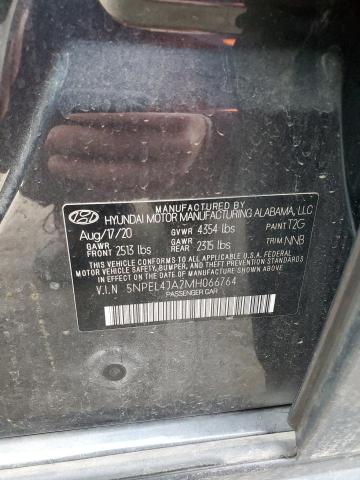 MANUFACTURED BY
HYUNDAI MOTOR MANUFACTURING ALABAMA, LLC
Aug/17/20 GVWR 4354 lbs PAINT T2G
GAWR FRONT 2513 lbs GAWR REAR 2315 lbs TRIM NNB
THIS VEHICLE CONFORMS TO ALL APPLICABLE U.S.A. FEDERAL
MOTOR VEHICLE SAFETY, BUMPER, AND THEFT PREVENTION
STANDARDS IN EFFECT ON THE DATE OF MANUFACTURE SHOWN ABOVE.
V.I.N 5NPEL4JA2MH066764
PASSENGER CAR